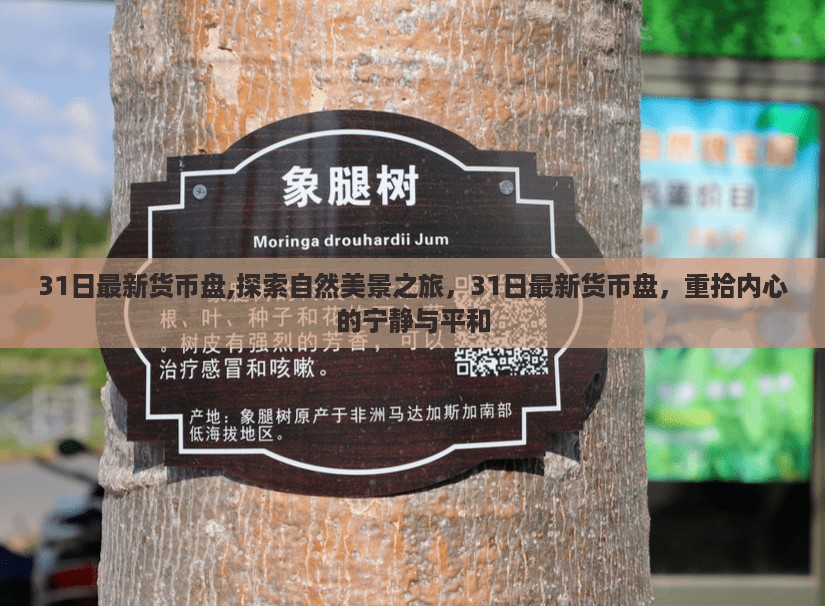 象腿树
Moringa drouhardii Jum
31日最新货币盘,探索自然美景之旅，31日最新货币盘，重拾内心
的宁静与平和
根、叶、种子和花
。树皮有强烈的芳香，可以
治疗感冒和咳嗽。
产地：象腿树原产于非洲马达加斯加南部
低海拔地区。
价目